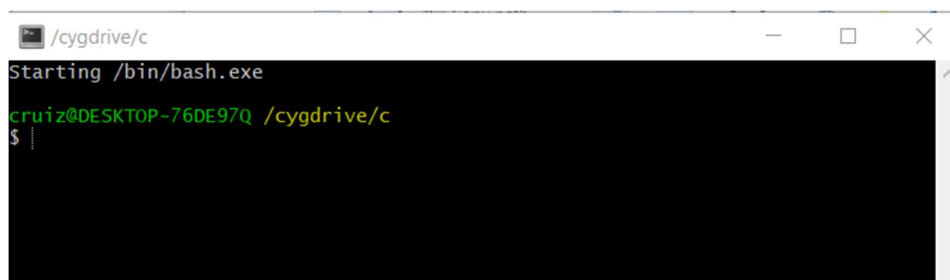 /cygdrive/c
Starting /bin/bash.exe
cruiz@DESKTOP-76DE97Q /cygdrive/c
$